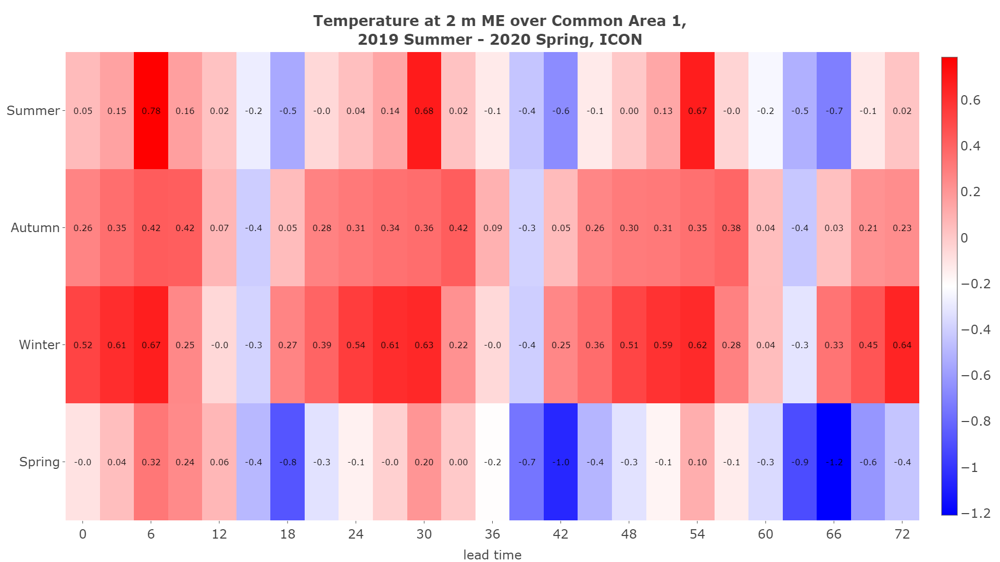 Temperature at 2 m ME over Common Area 1,
2019 Summer - 2020 Spring, ICON
Summer 0.05 0.15 0.78 0.16 0.02 -0.2 -0.5 -0.0 0.04 0.14 0.68 0.02 -0.1 -0.4 -0.6 -0.1 0.00 0.13 0.67 -0.0 -0.2 -0.5 -0.7 -0.1 0.02
Autumn 0.26 0.35 0.42 0.42 0.07 -0.4 0.05 0.28 0.31 0.34 0.36 0.42 0.09 -0.3 0.05 0.26 0.30 0.31 0.35 0.38 0.04 -0.4 0.03 0.21 0.23
Winter 0.52 0.61 0.67 0.25 -0.0 -0.3 0.27 0.39 0.54 0.61 0.63 0.22 -0.0 -0.4 0.25 0.36 0.51 0.59 0.62 0.28 0.04 -0.3 0.33 0.45 0.64
Spring -0.0 0.04 0.32 0.24 0.06 -0.4 -0.8 -0.3 -0.1 -0.0 0.20 0.00 -0.2 -0.7 -1.0 -0.4 -0.3 -0.1 0.10 -0.1 -0.3 -0.9 -1.2 -0.6 -0.4
0 6 12 18 24 30 36 42 48 54 60 66 72
lead time
0.6
0.4
0.2
0
−0.2
−0.4
−0.6
−0.8
−1
−1.2